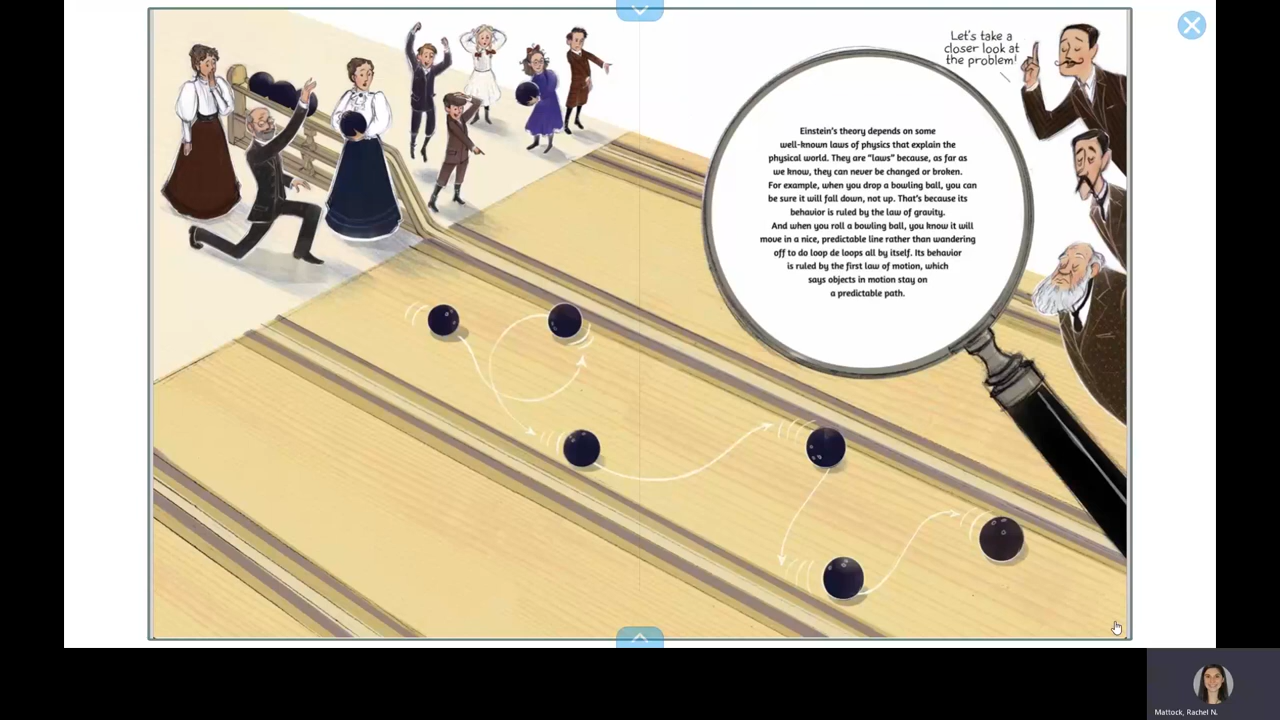 Let's take a
closer look at
the problem!
Einstein's theory depends on some
well-known laws of physics that explain the
physical world. They are "laws" because, as far as
we know, they can never be changed or broken.
For example, when you drop a bowling ball, you can
be sure it will fall down, not up. That's because its
behavior is ruled by the law of gravity.
And when you roll a bowling ball, you know it will
move in a nice, predictable line rather than wandering
off to do loop de loops all by itself. Its behavior
is ruled by the first law of motion, which
says objects in motion stay on
a predictable path.
Mattock, Rachel N.